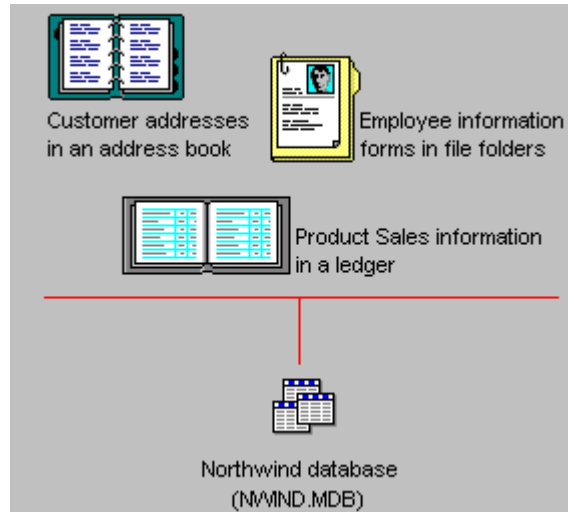 Customer addresses
in an address book
Employee information
forms in file folders
Product Sales information
in a ledger
Northwind database
(NWIND.MDB)